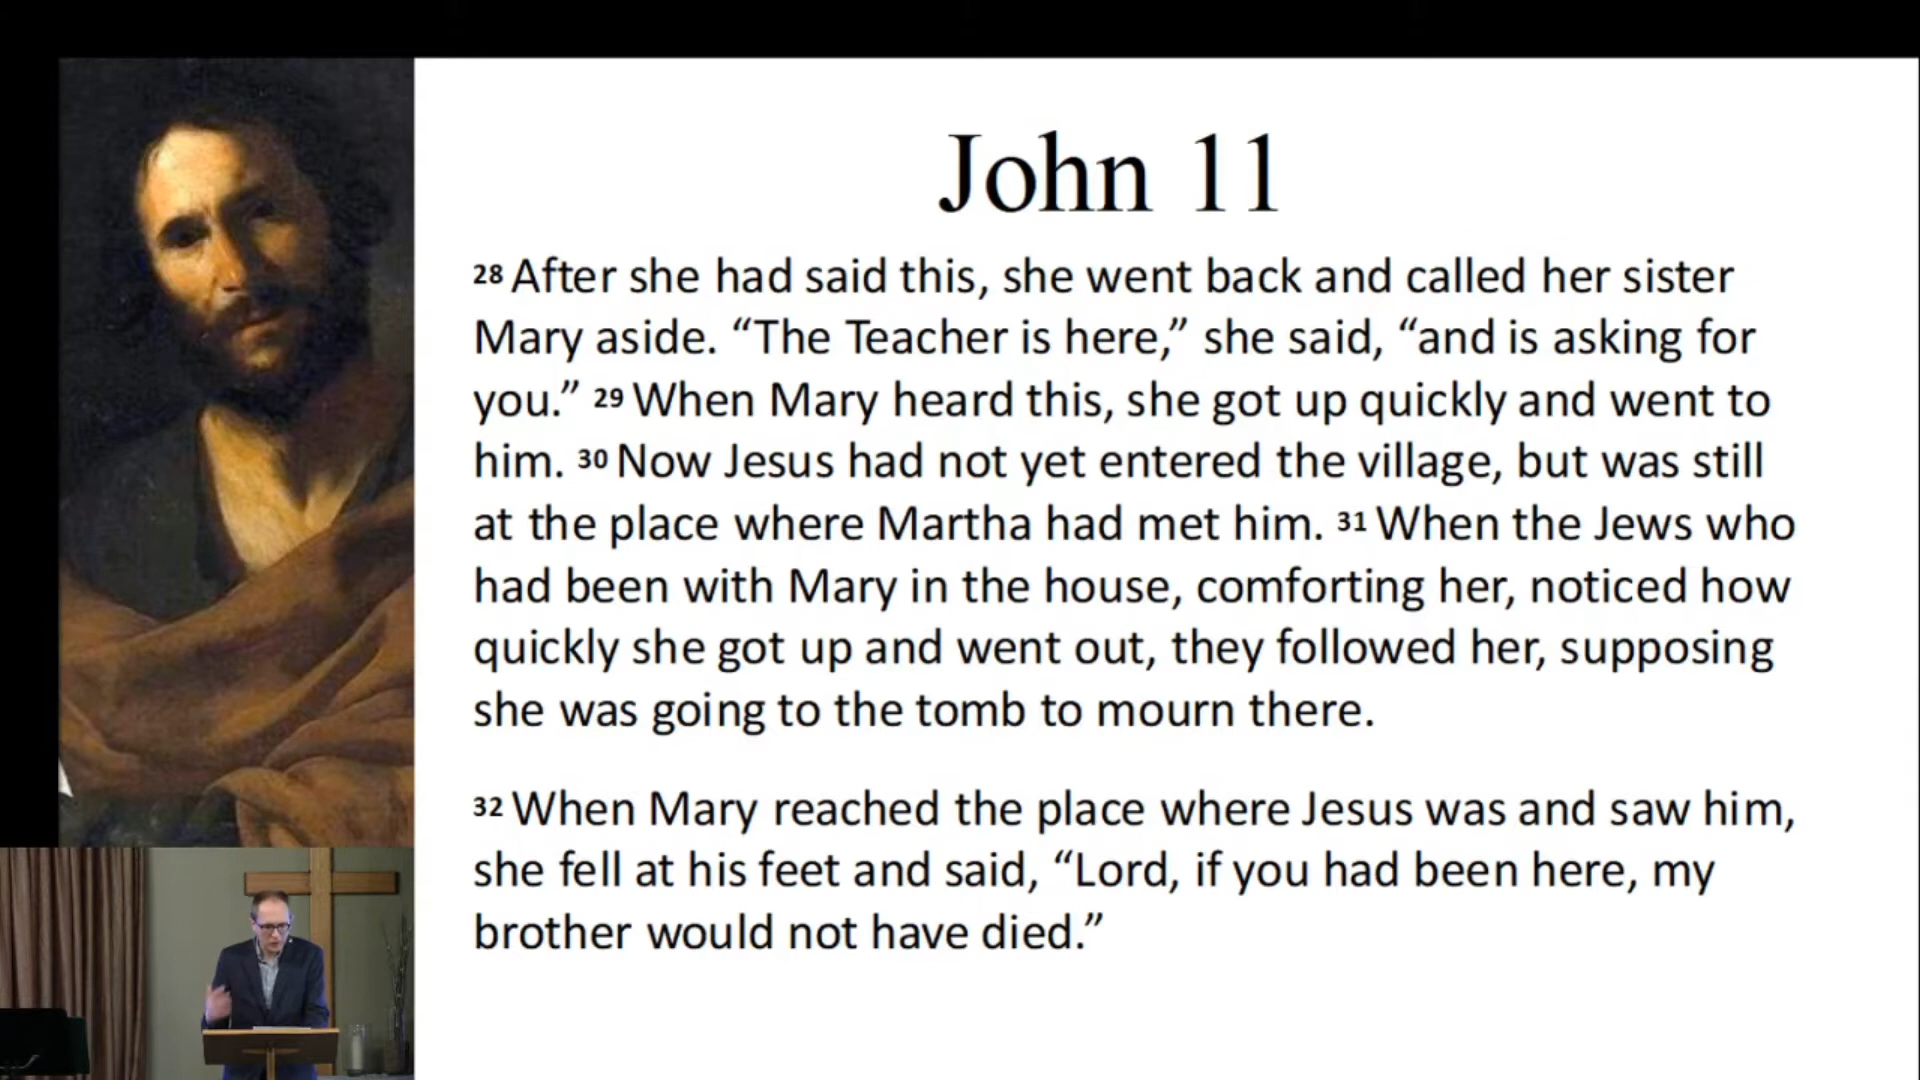 John 11
28 After she had said this, she went back and called her sister
Mary aside. “The Teacher is here,” she said, “and is asking for
you.” 29 When Mary heard this, she got up quickly and went to
him. 30 Now Jesus had not yet entered the village, but was still
at the place where Martha had met him. 31 When the Jews who
had been with Mary in the house, comforting her, noticed how
quickly she got up and went out, they followed her, supposing
she was going to the tomb to mourn there.
32 When Mary reached the place where Jesus was and saw him,
she fell at his feet and said, “Lord, if you had been here, my
brother would not have died.”